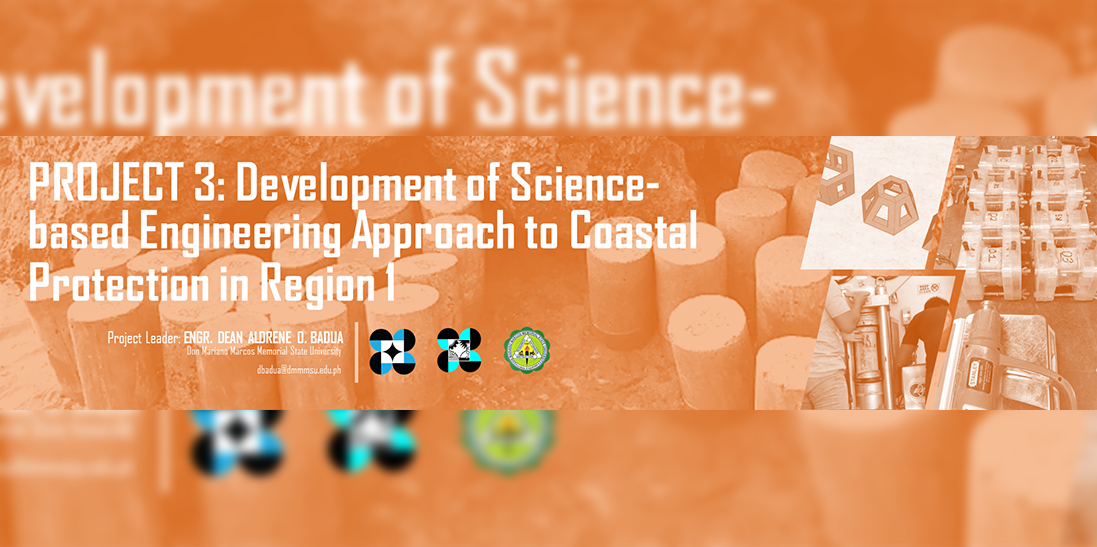 evelopment of Science-
PROJECT 3: Development of Science-
based Engineering Approach to Coastal
Protection in Region 1
Project Leader: ENGR. DEAN ALDRENE O. BADUA
Don Mariano Marcos Memorial State University
dbadua@dmmmsu.edu.ph